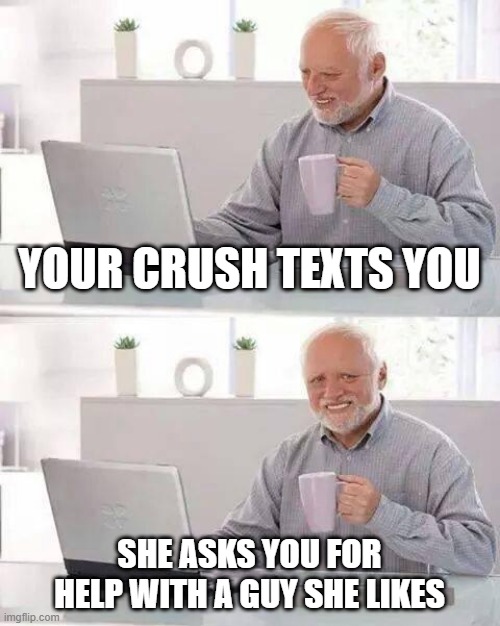 YOUR CRUSH TEXTS YOU
SHE ASKS YOU FOR
HELP WITH A GUY SHE LIKES
imgflip.com